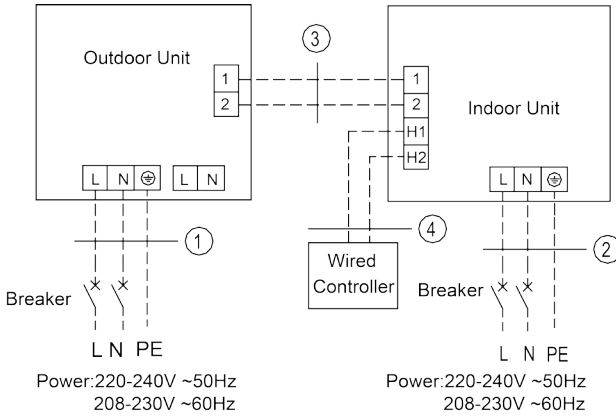 Outdoor Unit
1
2
L N
L N
3
1
2
H1
H2
Indoor Unit
L N
1
Breaker
L N PE
Power:220-240V ~50Hz
208-230V ~60Hz
4
Wired
Controller
2
Breaker
L N PE
Power:220-240V ~50Hz
208-230V ~60Hz